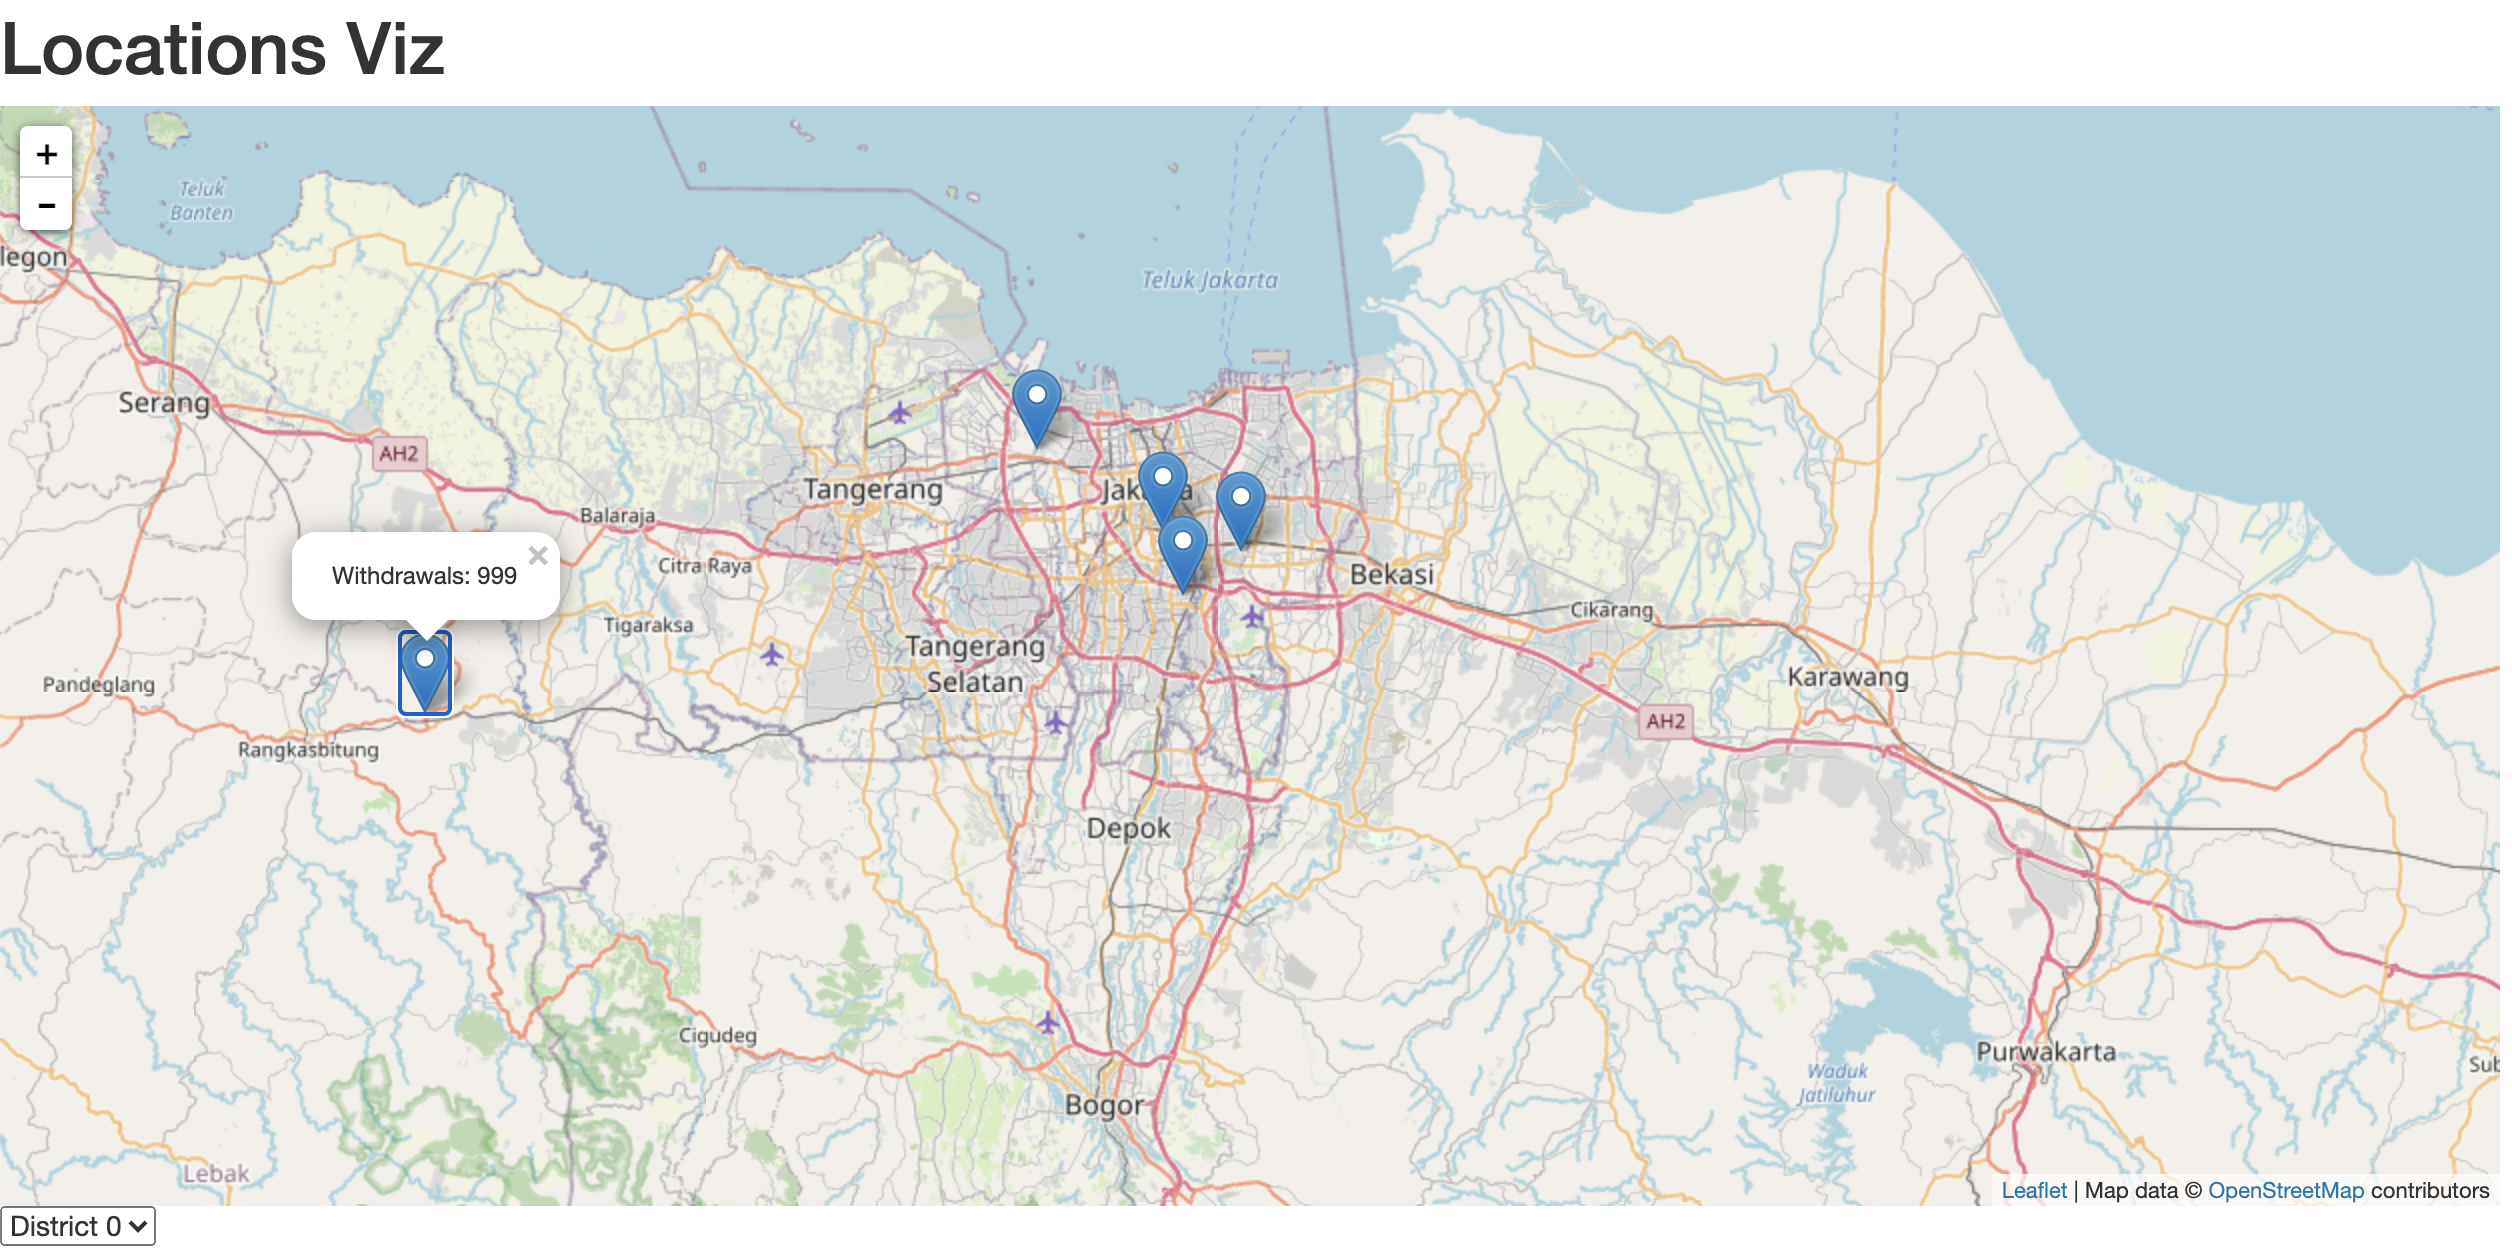 Locations Viz
+
−
Teluk
Banten
legon
Teluk Jakarta
Serang
AH2
Tangerang
Balaraja
Citra Raya
Withdrawals: 999
×
Bekasi
Cikarang
Tigaraksa
Tangerang
Selatan
Pandeglang
Karawang
AH2
Rangkasbitung
Depok
Cigudeg
Purwakarta
Sub
Waduk
Jatiluhur
Bogor
Lebak
Leaflet | Map data © OpenStreetMap contributors
District 0